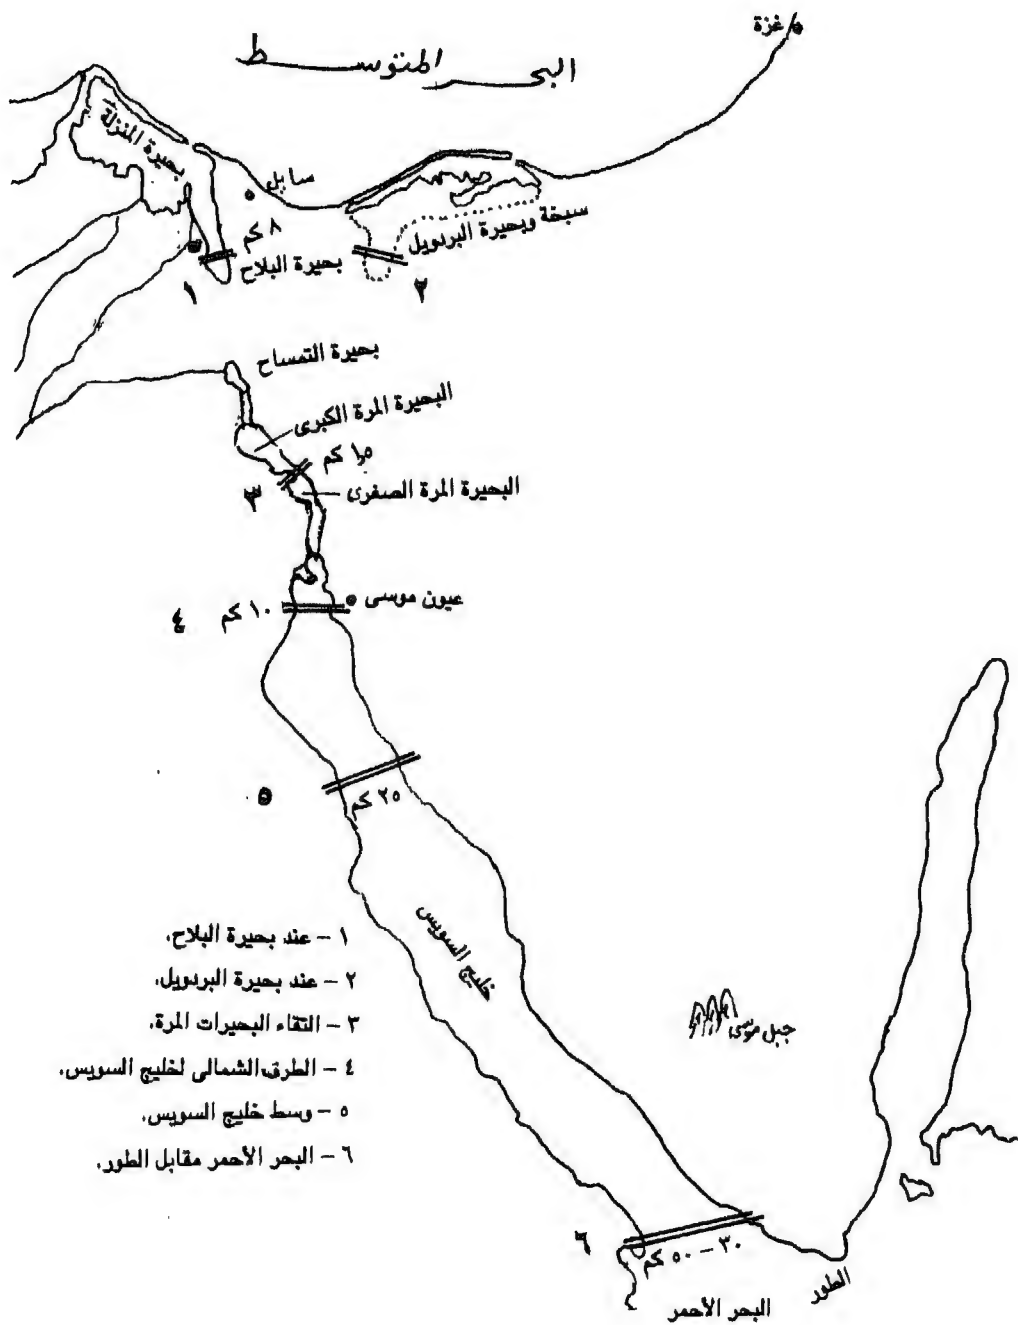 غزة
البحر المتوسط
بحيرة المنزلة
سابل
٨ كم
سبخة وبحيرة البردويل
بحيرة البلاح
١
٢
بحيرة التمساح
البحيرة المرة الكبرى
١,٥ كم
البحيرة المرة الصغرى
٣
عيون موسى
١٠ كم
٤
٢٥ كم
٥
خليج السويس
١ – عند بحيرة البلاح.
٢ – عند بحيرة البردويل.
٣ – التقاء البحيرات المرة.
٤ – الطرف الشمالى لخليج السويس.
٥ – وسط خليج السويس.
٦ – البحر الأحمر مقابل الطور.
جبل موسى
٦
٣٠ – ٥٠ كم
الطور
البحر الأحمر